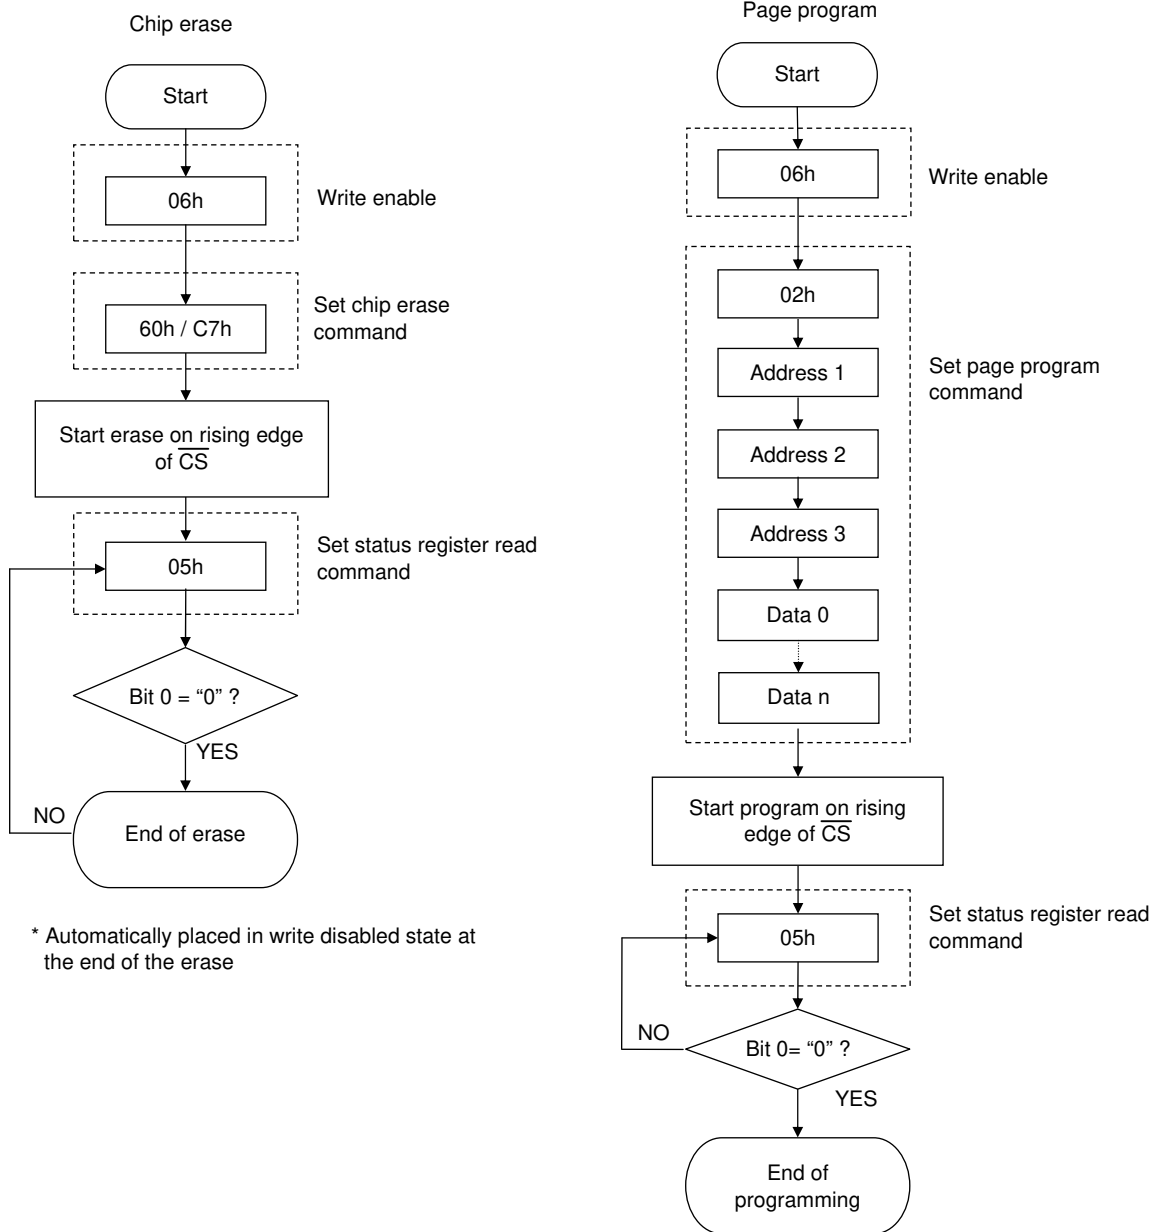 Chip erase
Start
06h
Write enable
60h / C7h
Set chip erase
command
Start erase on rising edge
of C̅S̅
05h
Set status register read
command
Bit 0 = “0” ?
YES
NO
End of erase
* Automatically placed in write disabled state at
the end of the erase
Page program
Start
06h
Write enable
02h
Address 1
Set page program
command
Address 2
Address 3
Data 0
Data n
Start program on rising
edge of C̅S̅
05h
Set status register read
command
NO
Bit 0= “0” ?
YES
End of
programming